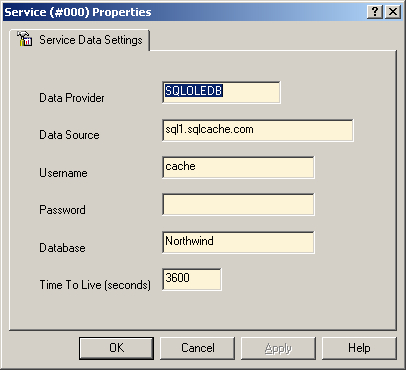 Service (#000) Properties
Service Data Settings
Data Provider SQLOLEDB
Data Source sql1.sqlcache.com
Username cache
Password
Database Northwind
Time To Live (seconds) 3600
OK Cancel Apply Help